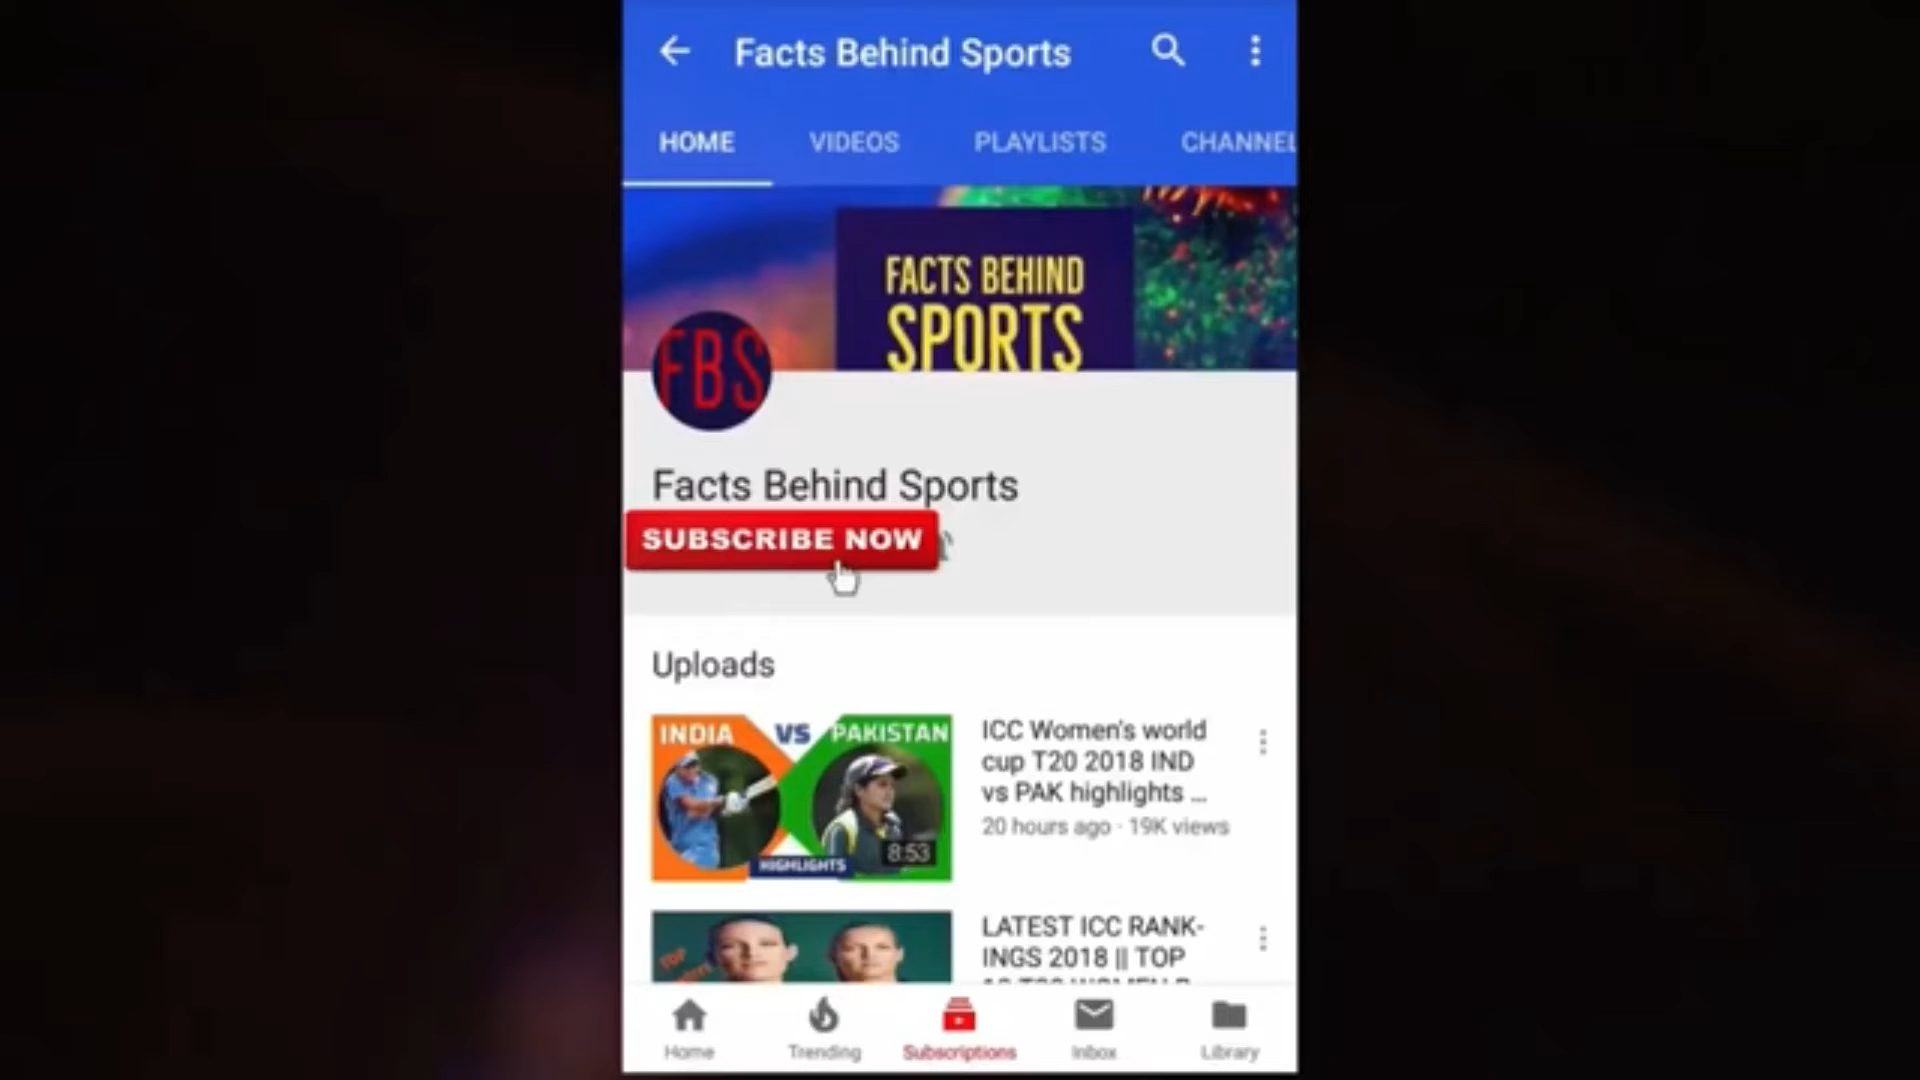 Facts Behind Sports
HOME VIDEOS PLAYLISTS CHANNEL
FACTS BEHIND
SPORTS
FBS
Facts Behind Sports
SUBSCRIBE NOW
Uploads
INDIA VS PAKISTAN
HIGHLIGHTS
8:53
ICC Women's world
cup T20 2018 IND
vs PAK highlights ...
20 hours ago · 19K views
TOP
LATEST ICC RANK-
INGS 2018 || TOP
Home Trending Subscriptions Inbox Library